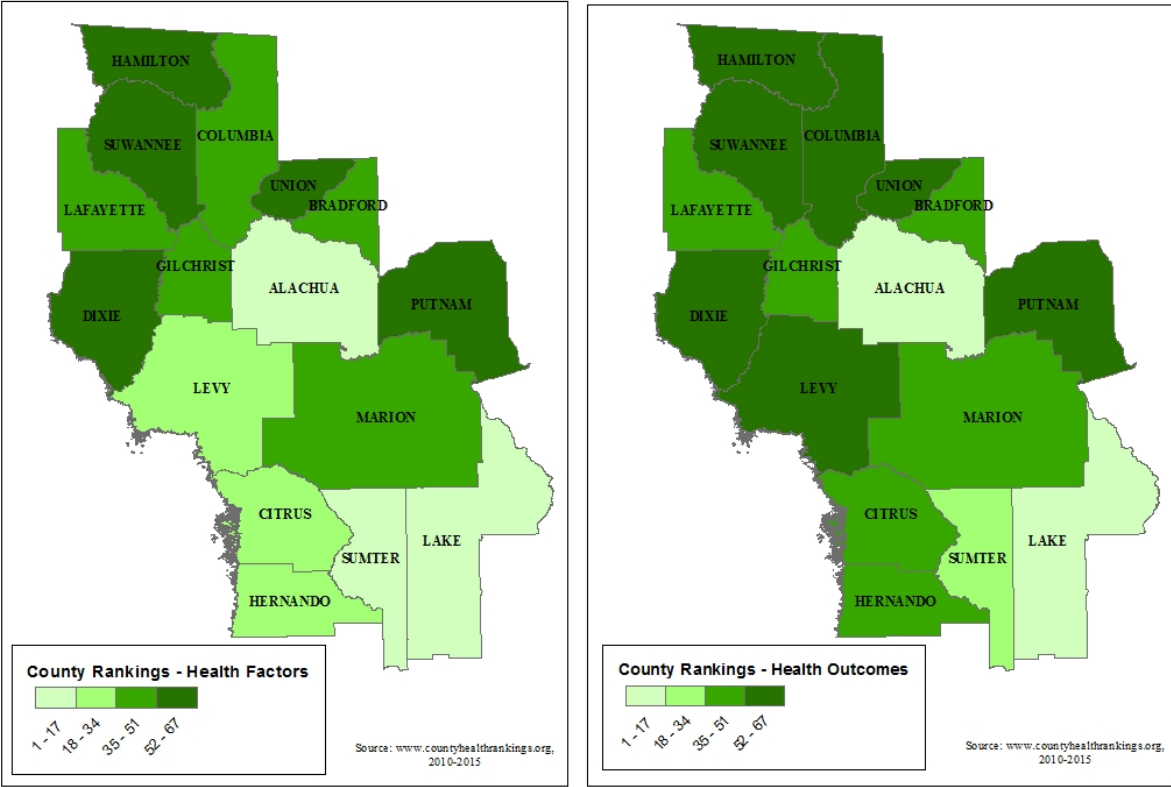 HAMILTON
COLUMBIA
SUWANNEE
UNION
BRADFORD
LAFAYETTE
GILCHRIST
ALACHUA
PUTNAM
DIXIE
LEVY
MARION
CITRUS
LAKE
SUMTER
HERNANDO
County Rankings - Health Factors
1 - 17
18 - 34
35 - 51
52 - 67
Source: www.countyhealthrankings.org,
2010-2015
HAMILTON
COLUMBIA
SUWANNEE
UNION
BRADFORD
LAFAYETTE
GILCHRIST
ALACHUA
PUTNAM
DIXIE
LEVY
MARION
CITRUS
LAKE
SUMTER
HERNANDO
County Rankings - Health Outcomes
1 - 17
18 - 34
35 - 51
52 - 67
Source: www.countyhealthrankings.org,
2010-2015